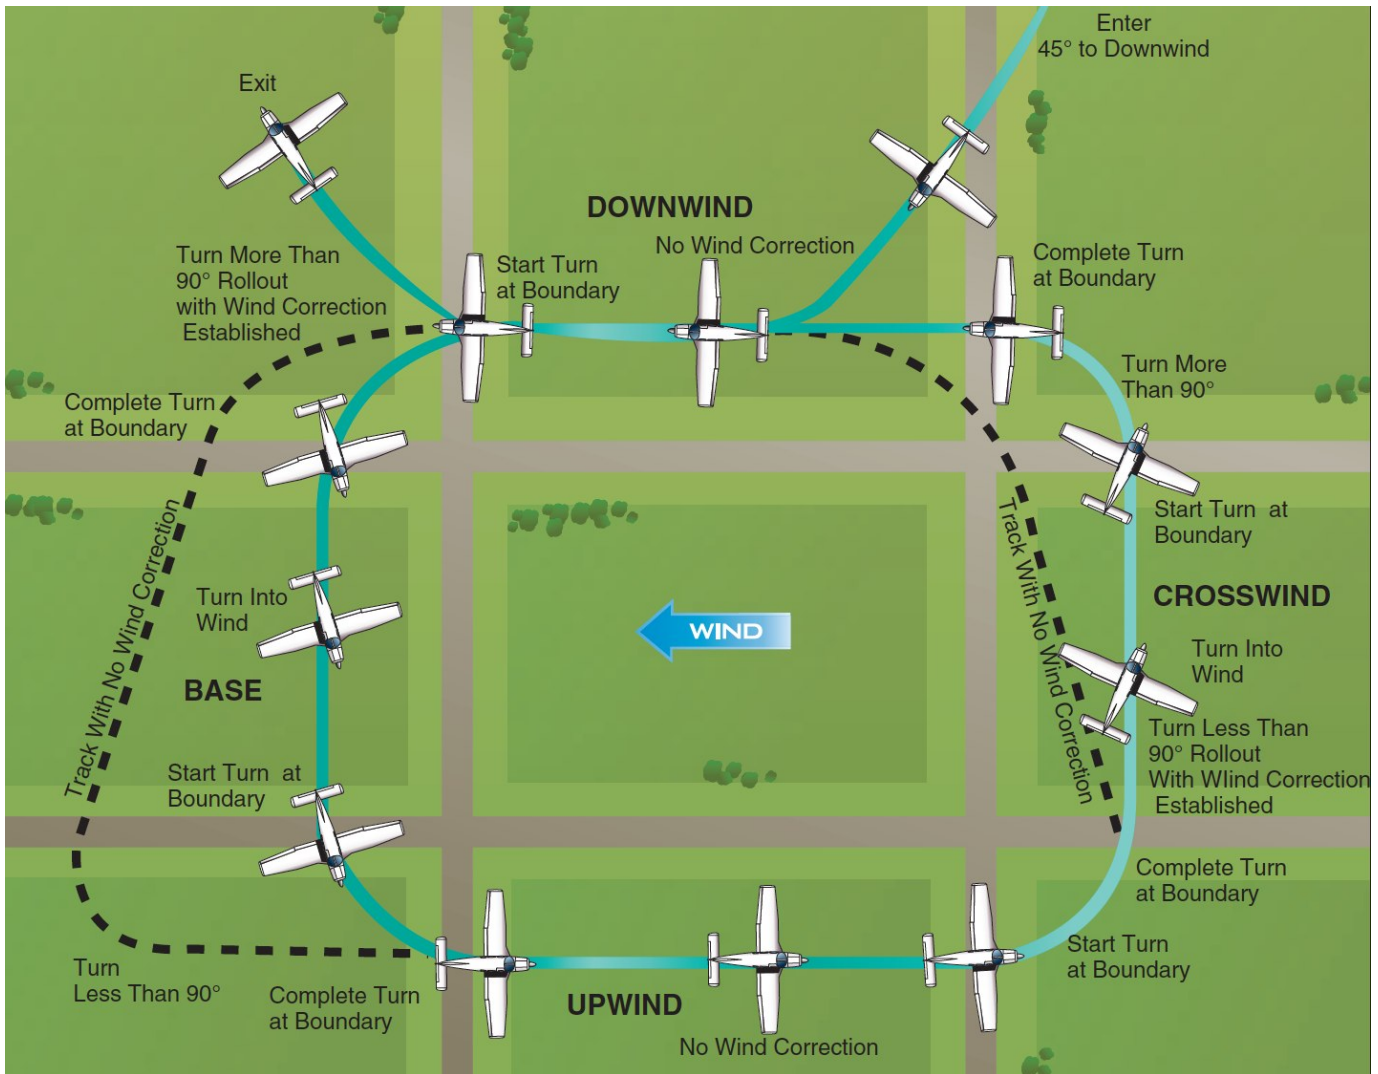 Enter
45° to Downwind
Exit
DOWNWIND
No Wind Correction
Turn More Than
90° Rollout
with Wind Correction
Established
Start Turn
at Boundary
Complete Turn
at Boundary
Turn More
Than 90°
Complete Turn
at Boundary
Start Turn at
Boundary
Track With No Wind Correction
Track With No Wind Correction
Turn Into
Wind
WIND
CROSSWIND
Turn Into
Wind
BASE
Turn Less Than
90° Rollout
With WIind Correction
Established
Start Turn at
Boundary
Complete Turn
at Boundary
Start Turn
at Boundary
Turn
Less Than 90°
Complete Turn
at Boundary
UPWIND
No Wind Correction